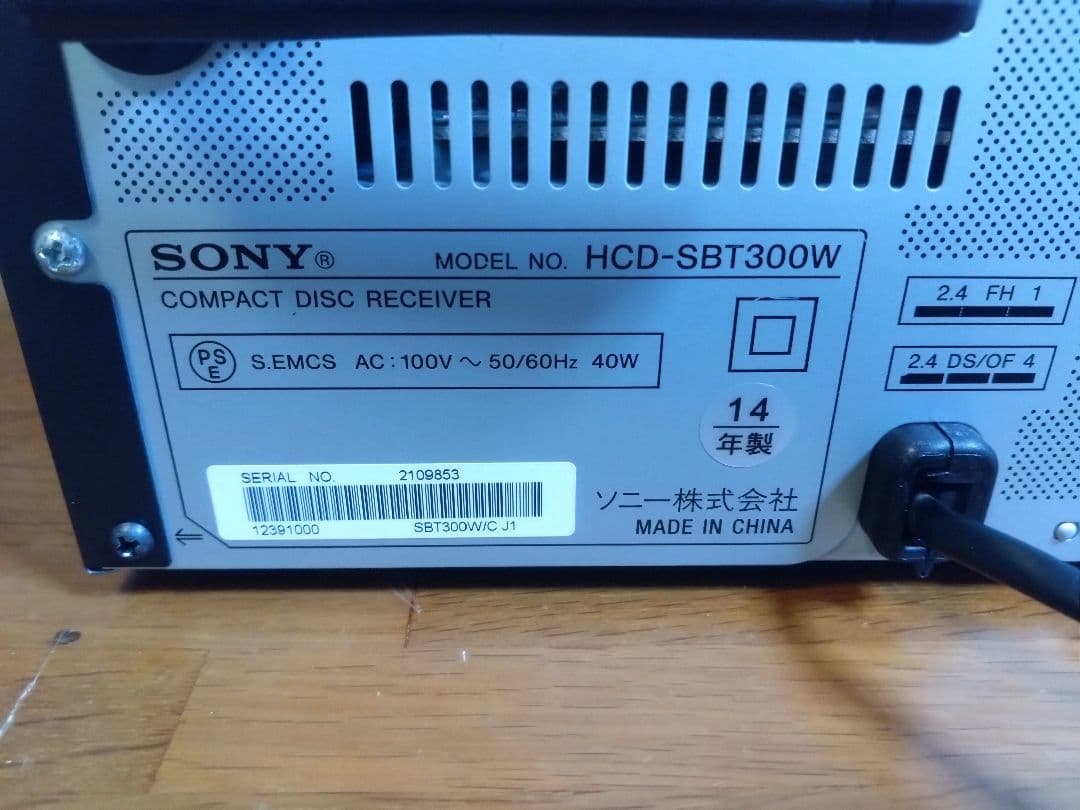 SONY® MODEL NO. HCD-SBT300W
COMPACT DISC RECEIVER
PSE S.EMCS AC : 100V ～ 50/60Hz 40W
14
年製
SERIAL NO. 2109853
12391000 SBT300W/C J1
ソニー株式会社
MADE IN CHINA
2.4 FH 1
2.4 DS/OF 4